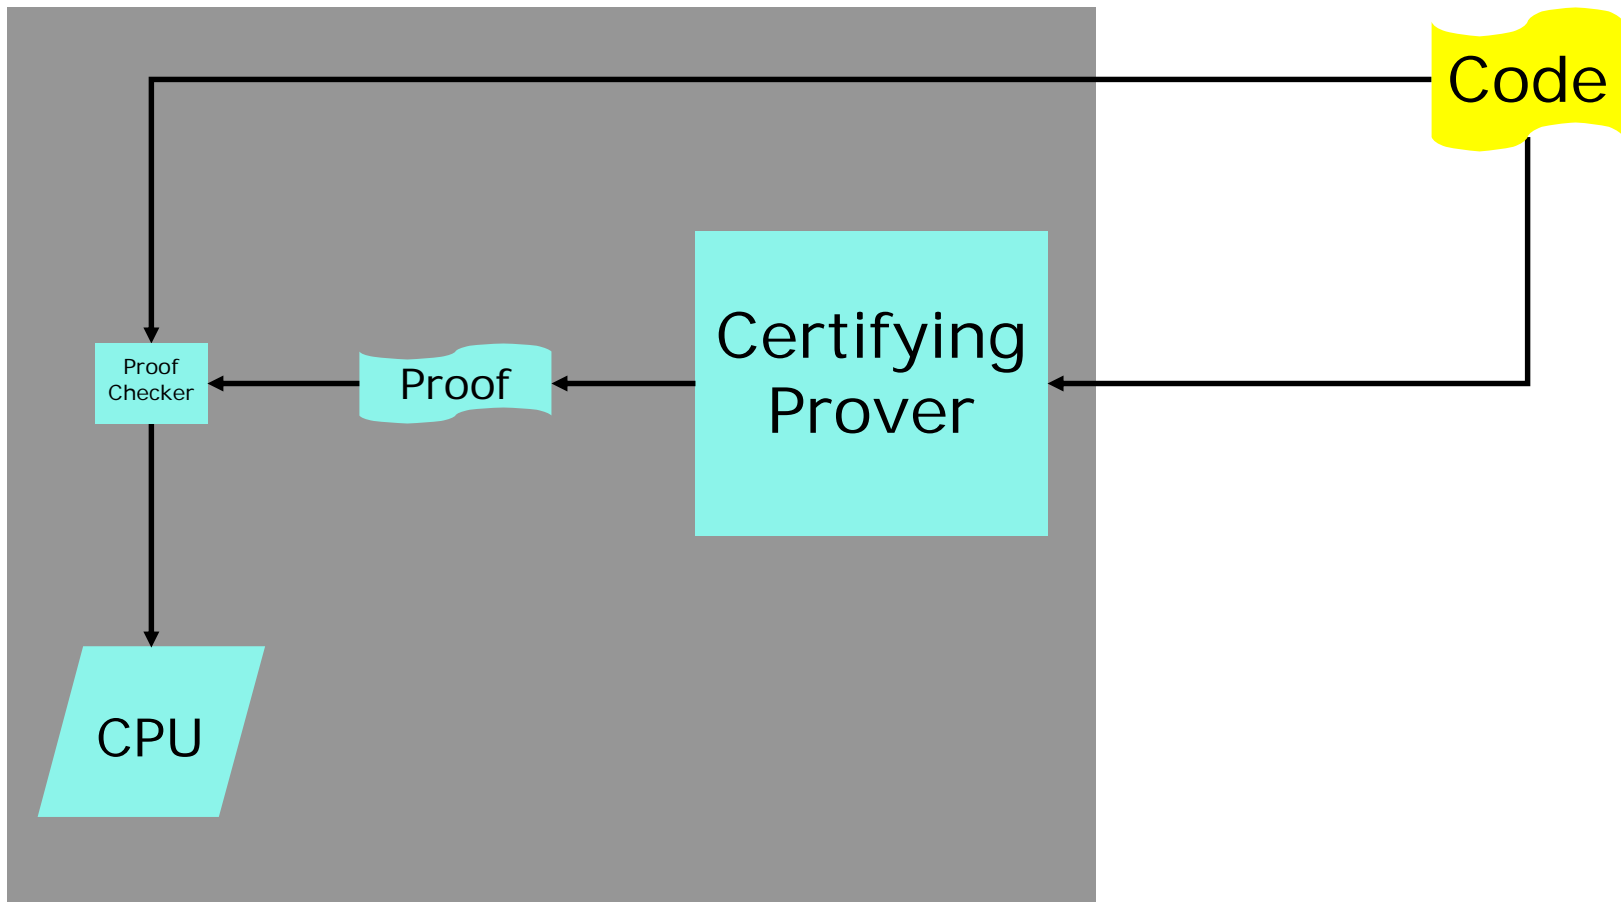 Code
Certifying
Prover
Proof
Proof
Checker
CPU